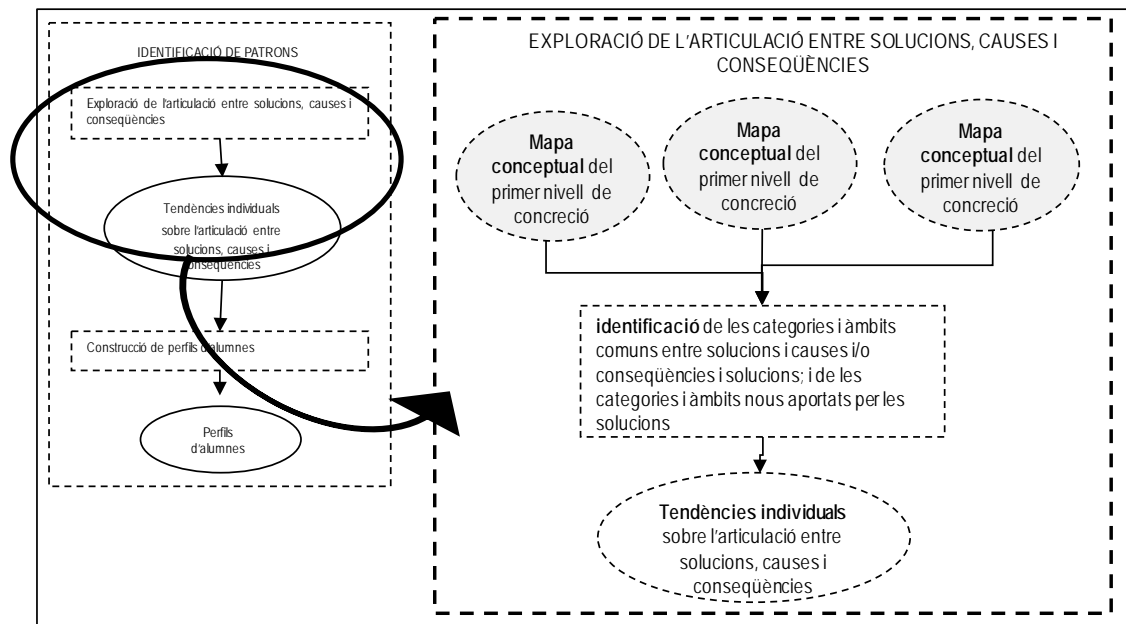 IDENTIFICACIÓ DE PATRONS
Exploració de l'articulació entre solucions, causes i
conseqüències
Tendències individuals
sobre l'articulació entre
solucions, causes i
conseqüències
Construcció de perfils d'alumnes
Perfils
d'alumnes
EXPLORACIÓ DE L'ARTICULACIÓ ENTRE SOLUCIONS, CAUSES I
CONSEQÜÈNCIES
Mapa
conceptual del
primer nivell de
concreció
Mapa
conceptual del
primer nivell de
concreció
Mapa
conceptual del
primer nivell de
concreció
identificació de les categories i àmbits
comuns entre solucions i causes i/o
conseqüències i solucions; i de les
categories i àmbits nous aportats per les
solucions
Tendències individuals
sobre l'articulació entre
solucions, causes i
conseqüències